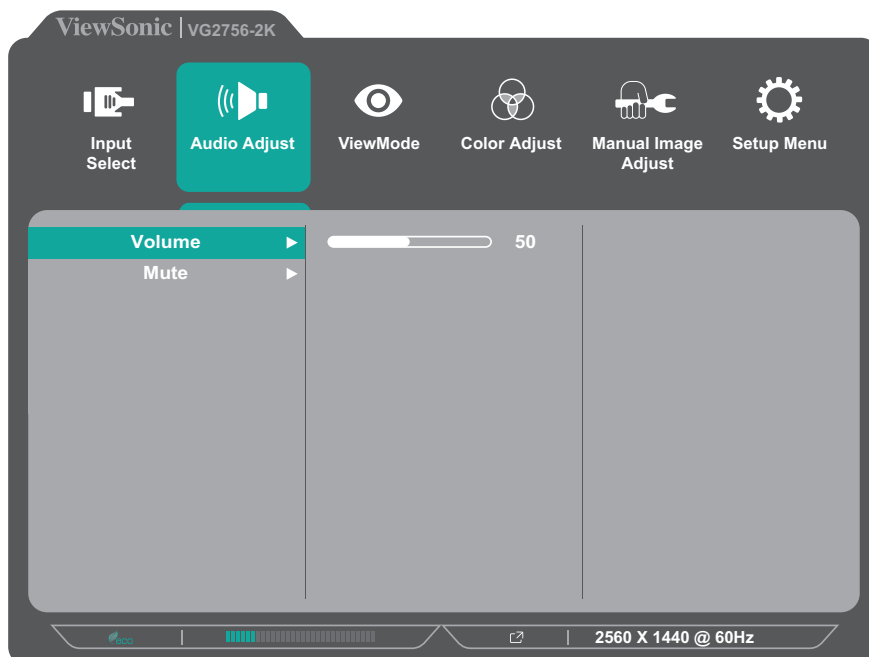 ViewSonic | VG2756-2K
Input Select
Audio Adjust
ViewMode
Color Adjust
Manual Image Adjust
Setup Menu
Volume 50
Mute
eco
2560 X 1440 @ 60Hz